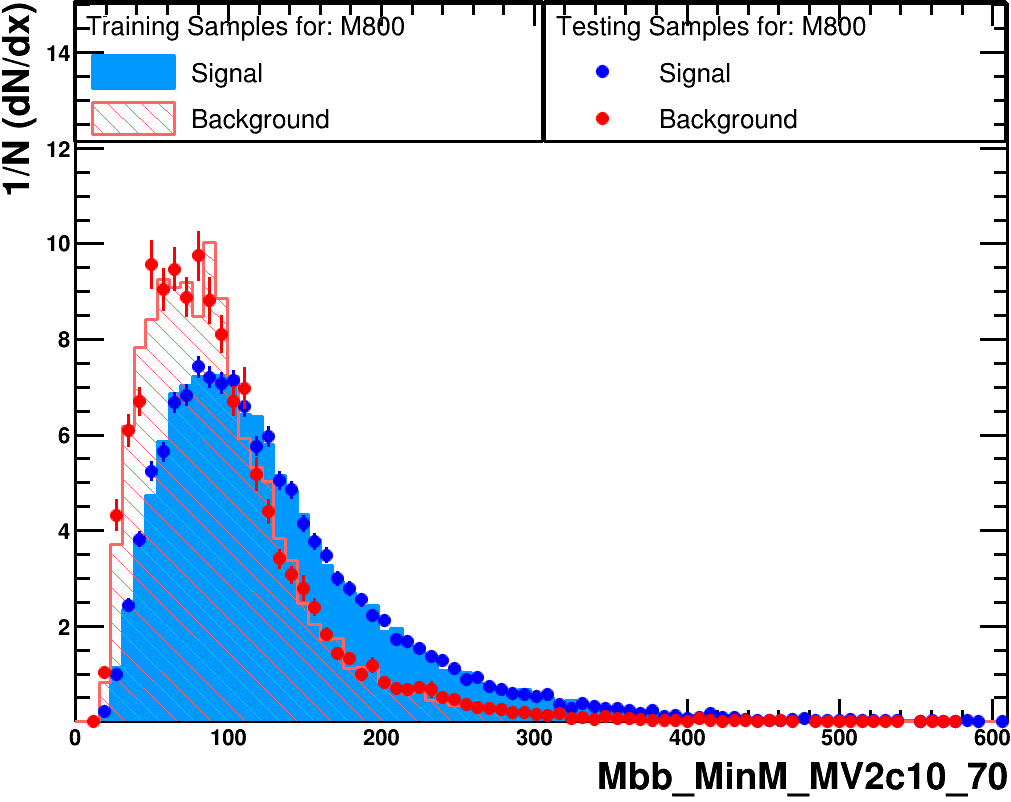 1/N (dN/dx)
Training Samples for: M800
Signal
Background
Testing Samples for: M800
Signal
Background
14
12
10
8
6
4
2
0 100 200 300 400 500 600
Mbb_MinM_MV2c10_70